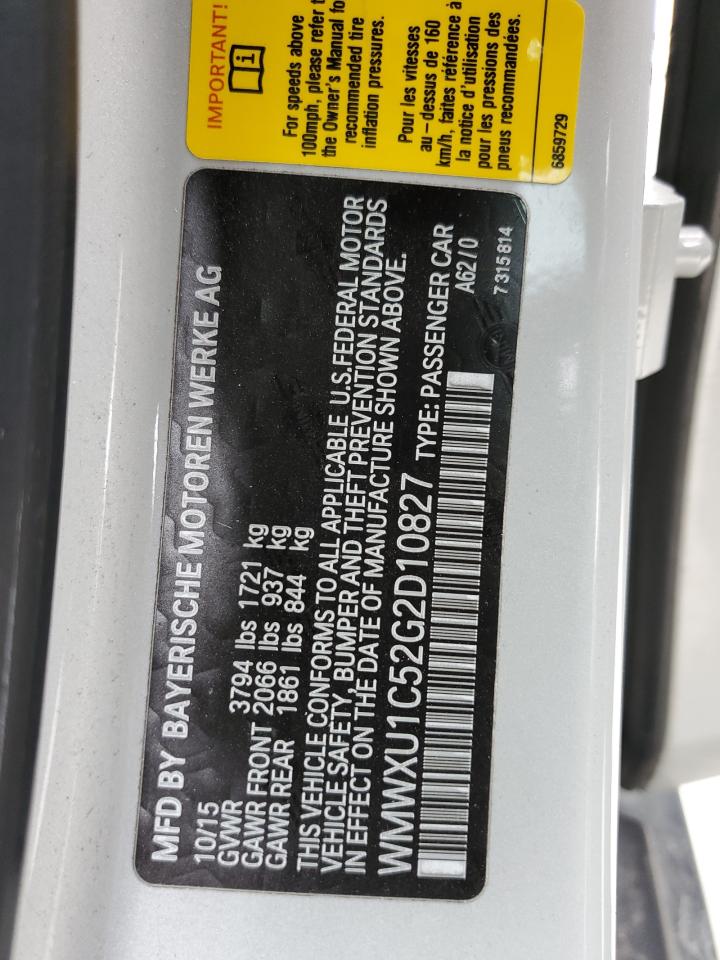 MFD BY BAYERISCHE MOTOREN WERKE AG
10/15
GVWR 3794 lbs 1721 kg
GAWR FRONT 2066 lbs 937 kg
GAWR REAR 1861 lbs 844 kg
THIS VEHICLE CONFORMS TO ALL APPLICABLE U.S.FEDERAL MOTOR
VEHICLE SAFETY, BUMPER AND THEFT PREVENTION STANDARDS
IN EFFECT ON THE DATE OF MANUFACTURE SHOWN ABOVE.
WMWXU1C52G2D10827 TYPE: PASSENGER CAR
A62/0
7 315 814
IMPORTANT!
For speeds above
100mph, please refer
the Owner's Manual fo
recommended tire
inflation pressures.
Pour les vitesses
au-dessus de 160
km/h, faites référence à
la notice d'utilisation
pour les pressions des
pneus recommandées.
6859729